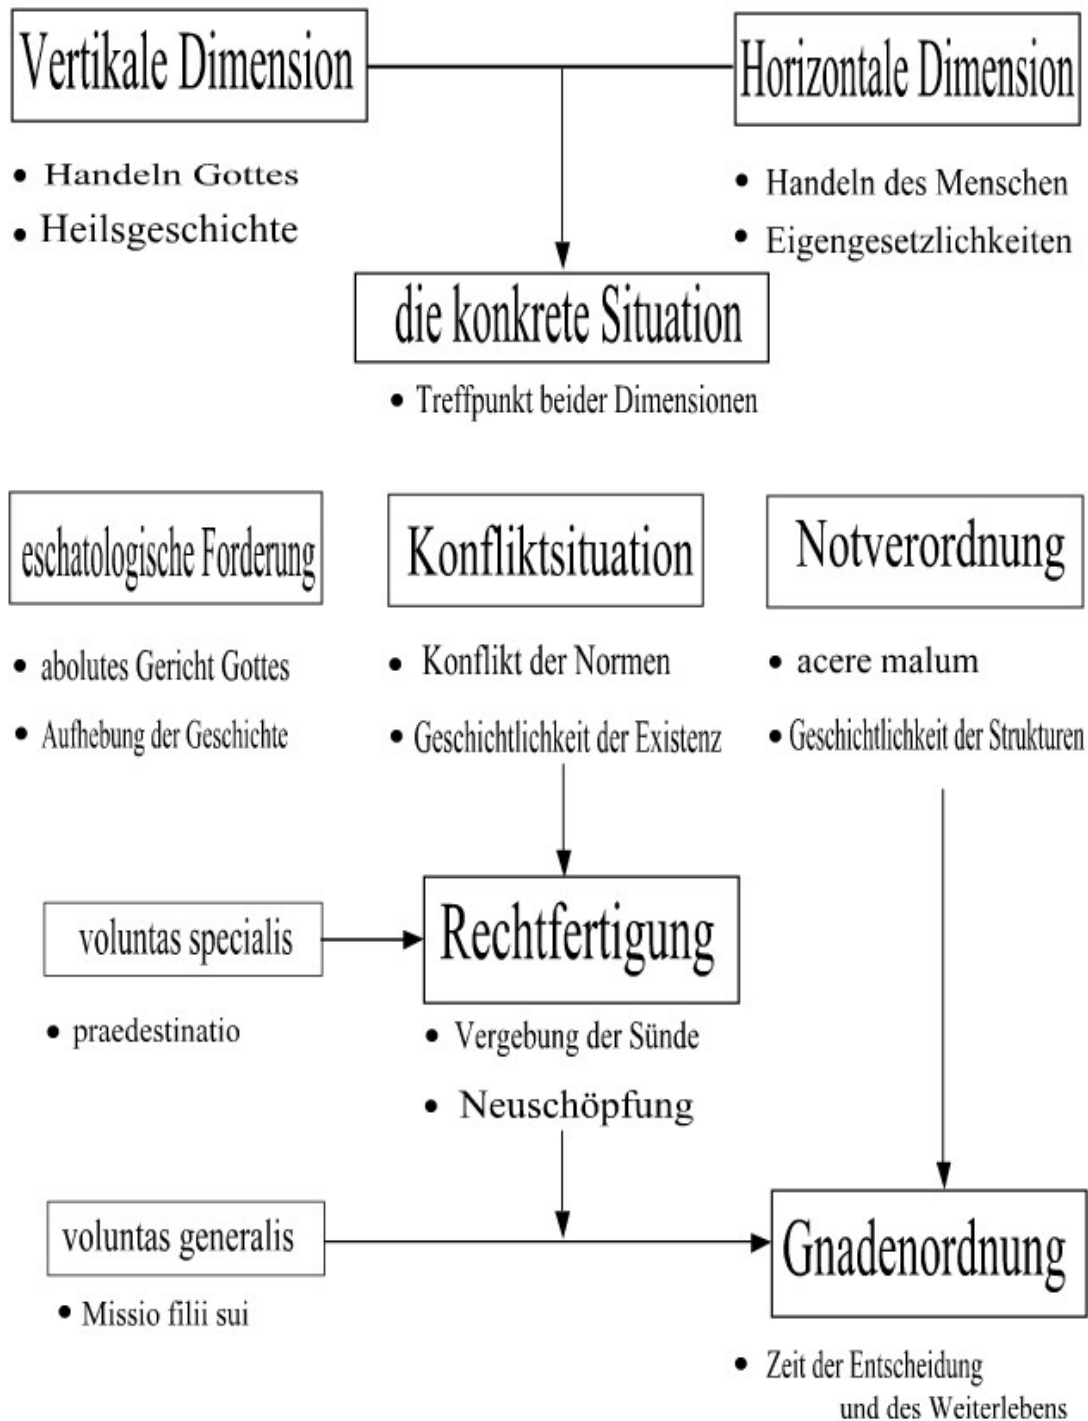 Vertikale Dimension
Horizontale Dimension
• Handeln Gottes
• Heilsgeschichte
• Handeln des Menschen
• Eigengesetzlichkeiten
die konkrete Situation
• Treffpunkt beider Dimensionen
eschatologische Forderung
Konfliktsituation
Notverordnung
• abolutes Gericht Gottes
• Aufhebung der Geschichte
• Konflikt der Normen
• Geschichtlichkeit der Existenz
• acere malum
• Geschichtlichkeit der Strukturen
voluntas specialis
Rechtfertigung
• praedestinatio
• Vergebung der Sünde
• Neuschöpfung
voluntas generalis
Gnadenordnung
• Missio filii sui
• Zeit der Entscheidung
und des Weiterlebens